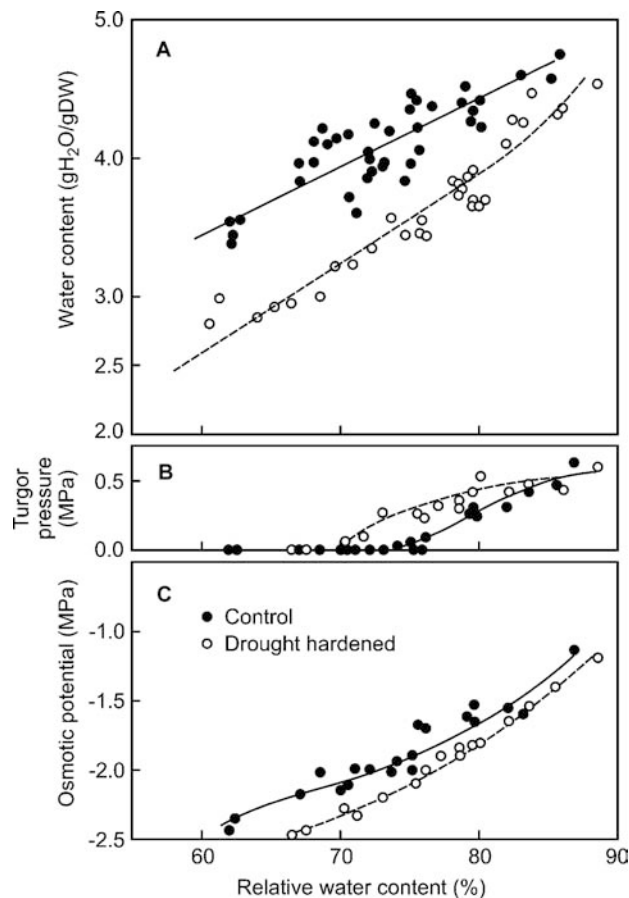 A
Water content (gH₂O/gDW)
5.0
4.0
3.0
2.5
2.0
B
Turgor
pressure
(MPa)
0.5
0.0
C
Control
Drought hardened
Osmotic potential (MPa)
-1.0
-1.5
-2.0
-2.5
60 70 80 90
Relative water content (%)